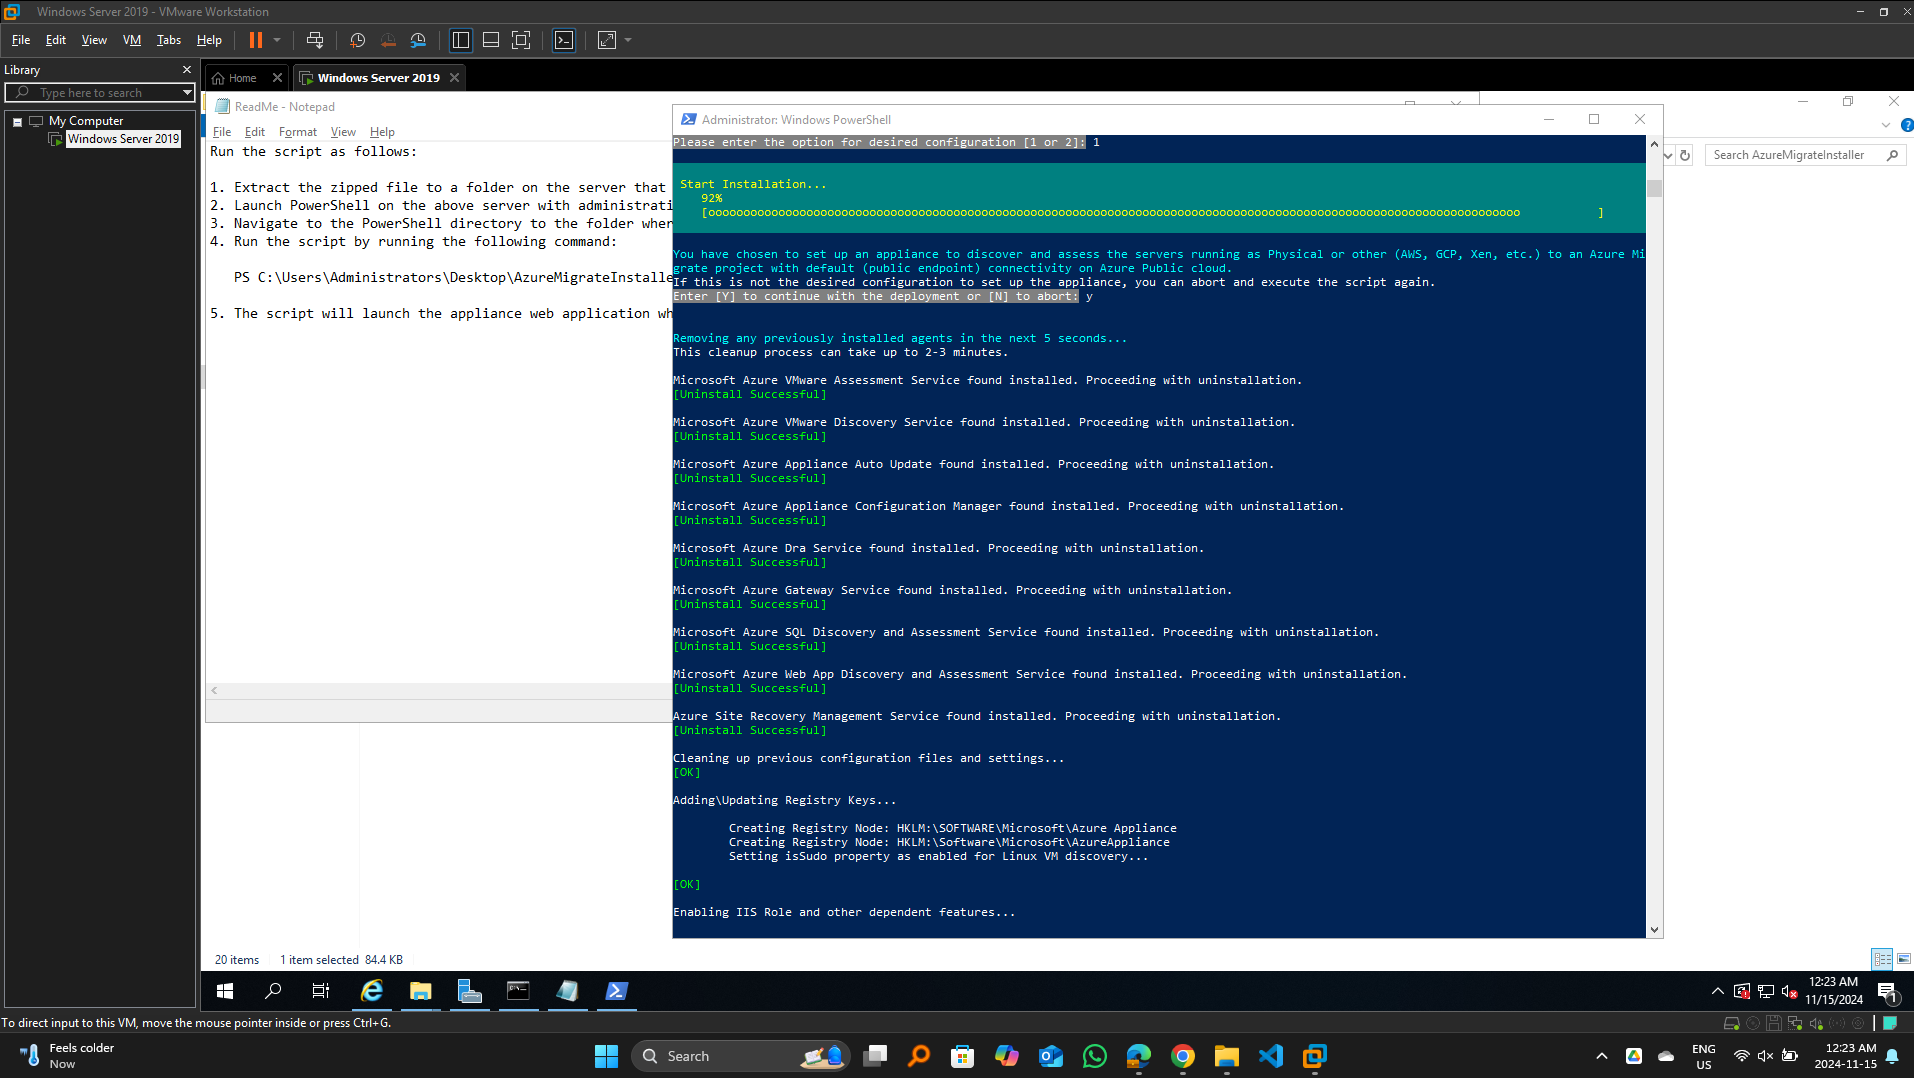 Windows Server 2019 - VMware Workstation
File Edit View VM Tabs Help
Library
Type here to search
My Computer
Windows Server 2019
Home
Windows Server 2019
ReadMe - Notepad
File Edit Format View Help
Run the script as follows:
1. Extract the zipped file to a folder on the server that
2. Launch PowerShell on the above server with administrati
3. Navigate to the PowerShell directory to the folder wher
4. Run the script by running the following command:
PS C:\Users\Administrators\Desktop\AzureMigrateInstalle
5. The script will launch the appliance web application wh
Administrator: Windows PowerShell
Please enter the option for desired configuration [1 or 2]: 1
Start Installation...
92%
[oooooooooooooooooooooooooooooooooooooooooooooooooooooooooooooooooooooooooooooooooooooooooooooooooooooooooooooooooooo           ]
You have chosen to set up an appliance to discover and assess the servers running as Physical or other (AWS, GCP, Xen, etc.) to an Azure Mi
grate project with default (public endpoint) connectivity on Azure Public cloud.
If this is not the desired configuration to set up the appliance, you can abort and execute the script again.
Enter [Y] to continue with the deployment or [N] to abort: y
Removing any previously installed agents in the next 5 seconds...
This cleanup process can take up to 2-3 minutes.
Microsoft Azure VMware Assessment Service found installed. Proceeding with uninstallation.
[Uninstall Successful]
Microsoft Azure VMware Discovery Service found installed. Proceeding with uninstallation.
[Uninstall Successful]
Microsoft Azure Appliance Auto Update found installed. Proceeding with uninstallation.
[Uninstall Successful]
Microsoft Azure Appliance Configuration Manager found installed. Proceeding with uninstallation.
[Uninstall Successful]
Microsoft Azure Dra Service found installed. Proceeding with uninstallation.
[Uninstall Successful]
Microsoft Azure Gateway Service found installed. Proceeding with uninstallation.
[Uninstall Successful]
Microsoft Azure SQL Discovery and Assessment Service found installed. Proceeding with uninstallation.
[Uninstall Successful]
Microsoft Azure Web App Discovery and Assessment Service found installed. Proceeding with uninstallation.
[Uninstall Successful]
Azure Site Recovery Management Service found installed. Proceeding with uninstallation.
[Uninstall Successful]
Cleaning up previous configuration files and settings...
[OK]
Adding\Updating Registry Keys...
Creating Registry Node: HKLM:\SOFTWARE\Microsoft\Azure Appliance
Creating Registry Node: HKLM:\Software\Microsoft\AzureAppliance
Setting isSudo property as enabled for Linux VM discovery...
[OK]
Enabling IIS Role and other dependent features...
Search AzureMigrateInstaller
20 items 1 item selected 84.4 KB
12:23 AM
11/15/2024
1
To direct input to this VM, move the mouse pointer inside or press Ctrl+G.
Feels colder
Now
Search
ENG
US
12:23 AM
2024-11-15